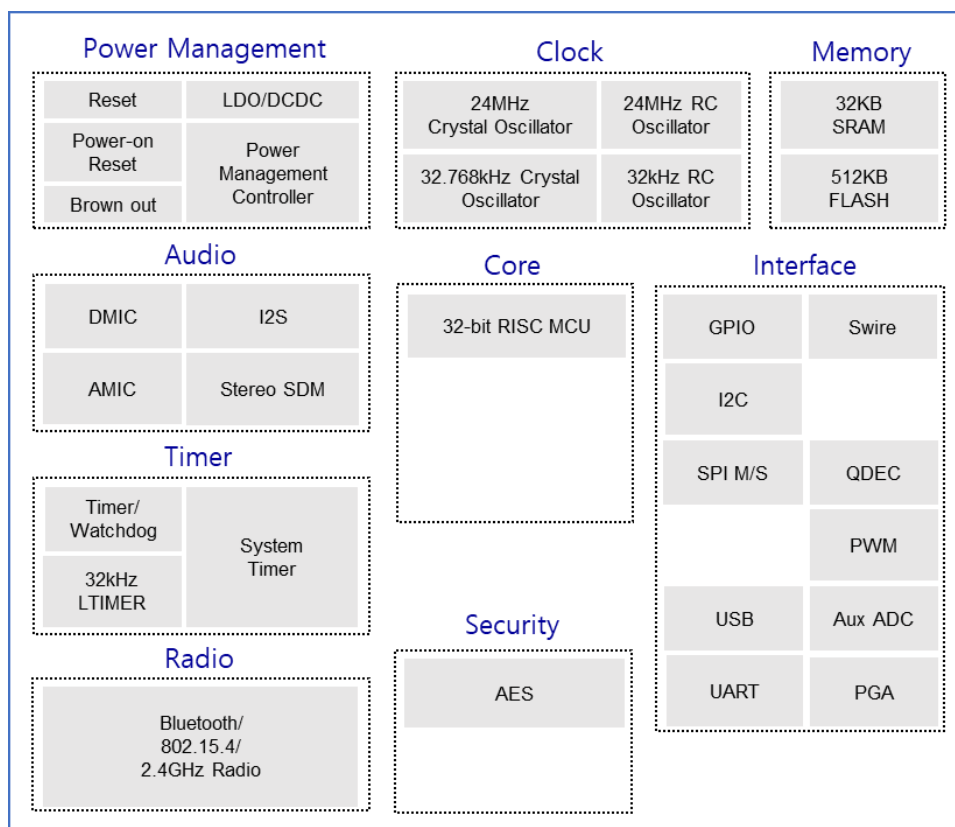 Power Management
Reset
LDO/DCDC
Power-on
Reset
Power
Management
Controller
Brown out
Clock
24MHz
Crystal Oscillator
24MHz RC
Oscillator
32.768kHz Crystal
Oscillator
32kHz RC
Oscillator
Memory
32KB
SRAM
512KB
FLASH
Audio
DMIC
I2S
AMIC
Stereo SDM
Core
32-bit RISC MCU
Interface
GPIO
Swire
I2C
SPI M/S
QDEC
PWM
USB
Aux ADC
UART
PGA
Timer
Timer/
Watchdog
32kHz
LTIMER
System
Timer
Security
AES
Radio
Bluetooth/
802.15.4/
2.4GHz Radio